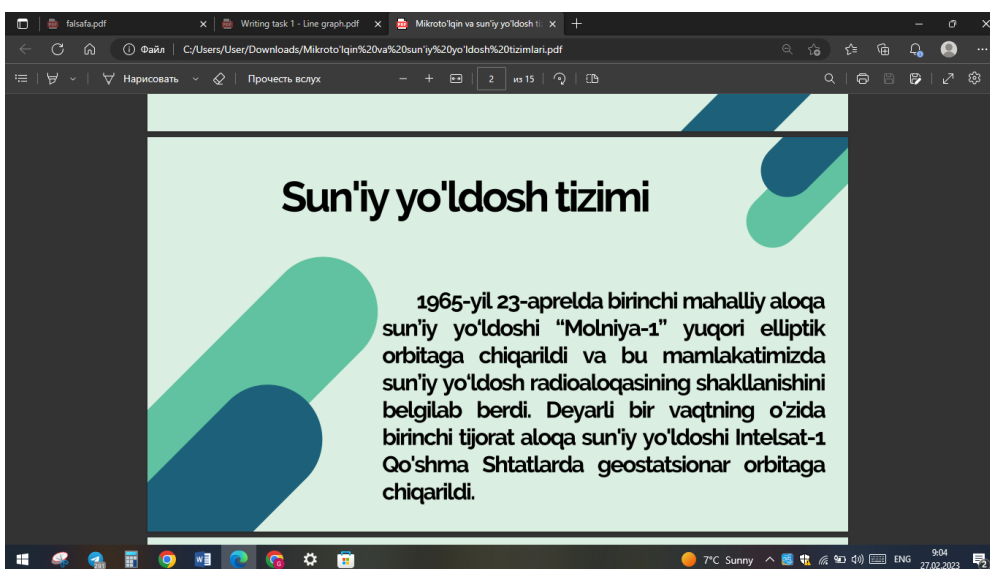 falsafa.pdf
Writing task 1 - Line graph.pdf
Mikroto'lqin va sun'iy yo'ldosh ti
Файл
C:/Users/User/Downloads/Mikroto'lqin%20va%20sun'iy%20yo'ldosh%20tizimlari.pdf
Нарисовать
Прочесть вслух
2 из 15
Sun'iy yo'ldosh tizimi
1965-yil 23-aprelda birinchi mahalliy aloqa
sun’iy yo‘ldoshi “Molniya-1” yuqori elliptik
orbitaga chiqarildi va bu mamlakatimizda
sun’iy yo‘ldosh radioaloqasining shakllanishini
belgilab berdi. Deyarli bir vaqtning o'zida
birinchi tijorat aloqa sun'iy yo'ldoshi Intelsat-1
Qo'shma Shtatlarda geostatsionar orbitaga
chiqarildi.
7°C Sunny
ENG
9:04
27.02.2023